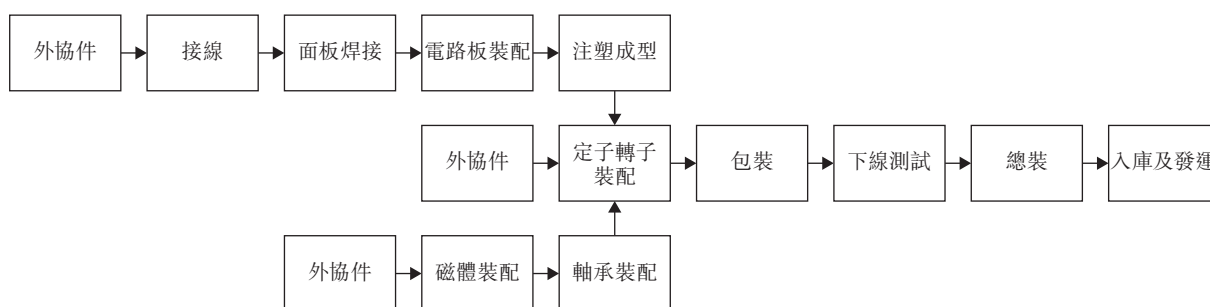 外協件
接線
面板焊接
電路板裝配
注塑成型
外協件
定子轉子
裝配
包裝
下線測試
總裝
入庫及發運
外協件
磁體裝配
軸承裝配